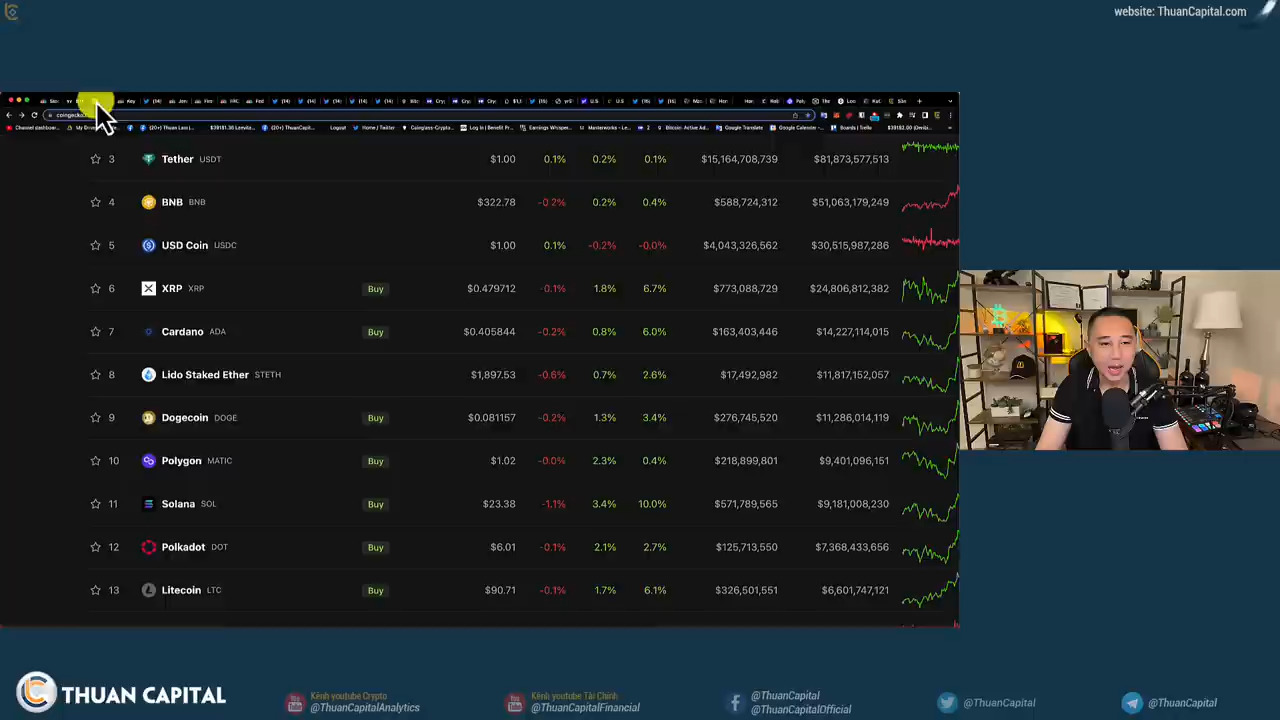 website: ThuanCapital.com
3 Tether USDT $1.00 0.1% 0.2% 0.1% $15,164,708,739 $81,873,577,513
4 BNB BNB $322.78 -0.2% 0.2% 0.4% $588,724,312 $51,063,179,249
5 USD Coin USDC $1.00 0.1% -0.2% -0.0% $4,043,326,562 $30,515,987,286
6 XRP XRP Buy $0.479712 -0.1% 1.8% 6.7% $773,088,729 $24,806,812,382
7 Cardano ADA Buy $0.405844 -0.2% 0.8% 6.0% $163,403,446 $14,227,114,015
8 Lido Staked Ether STETH $1,897.53 -0.6% 0.7% 2.6% $17,492,982 $11,817,152,057
9 Dogecoin DOGE Buy $0.081157 -0.2% 1.3% 3.4% $276,745,520 $11,286,014,119
10 Polygon MATIC Buy $1.02 -0.0% 2.3% 0.4% $218,899,801 $9,401,096,151
11 Solana SOL Buy $23.38 -1.1% 3.4% 10.0% $571,789,565 $9,181,008,230
12 Polkadot DOT Buy $6.01 -0.1% 2.1% 2.7% $125,713,550 $7,368,433,656
13 Litecoin LTC Buy $90.71 -0.1% 1.7% 6.1% $326,501,551 $6,601,747,121
THUAN CAPITAL
Kênh youtube Crypto
@ThuanCapitalAnalytics
Kênh youtube Tài Chính
@ThuanCapitalFinancial
@ThuanCapital
@ThuanCapitalOfficial
@ThuanCapital
@ThuanCapital